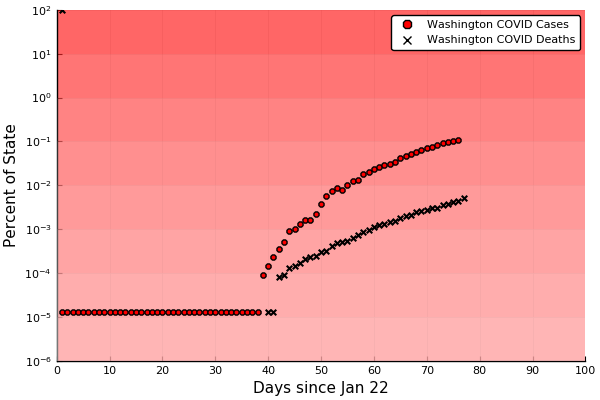 10²
Washington COVID Cases
Washington COVID Deaths
10¹
10⁰
10⁻¹
10⁻²
10⁻³
10⁻⁴
10⁻⁵
10⁻⁶
Percent of State
0 10 20 30 40 50 60 70 80 90 100
Days since Jan 22